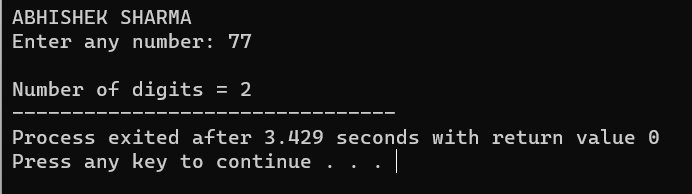 ABHISHEK SHARMA
Enter any number: 77
Number of digits = 2
--------------------------------
Process exited after 3.429 seconds with return value 0
Press any key to continue . . .